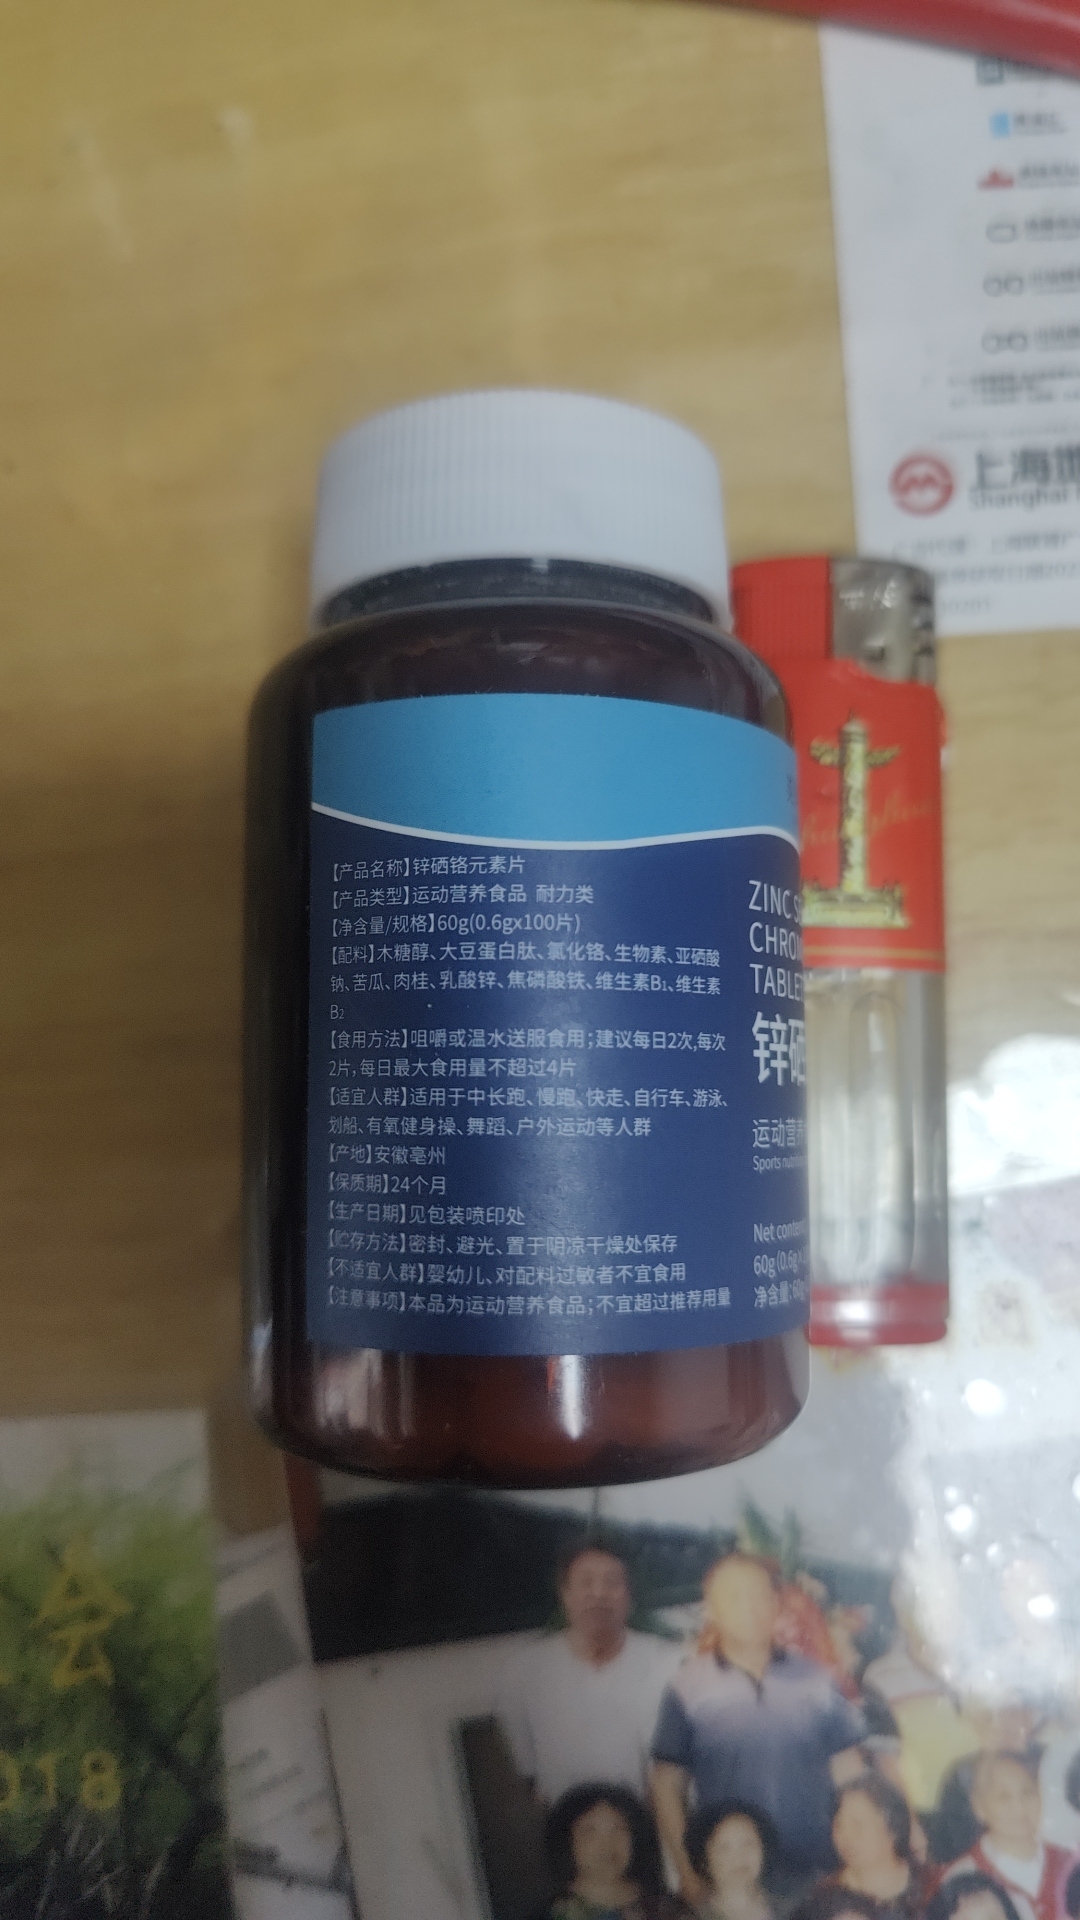 上海地
Shanghai
【产品名称】锌硒铬元素片
【产品类型】运动营养食品 耐力类
【净含量/规格】60g(0.6gx100片)
【配料】木糖醇、大豆蛋白肽、氯化铬、生物素、亚硒酸
钠、苦瓜、肉桂、乳酸锌、焦磷酸铁、维生素B₁、维生素
B₂
【食用方法】咀嚼或温水送服食用;建议每日2次,每次
2片,每日最大食用量不超过4片
【适宜人群】适用于中长跑、慢跑、快走、自行车、游泳、
划船、有氧健身操、舞蹈、户外运动等人群
【产地】安徽亳州
【保质期】24个月
【生产日期】见包装喷印处
【贮存方法】密封、避光、置于阴凉干燥处保存
【不适宜人群】婴幼儿、对配料过敏者不宜食用
【注意事项】本品为运动营养食品;不宜超过推荐用量
ZINC S
CHROM
TABLE
锌硒
运动营养
Sports nutrition
Net content
60g(0.6g×
净含量:60g
会
018